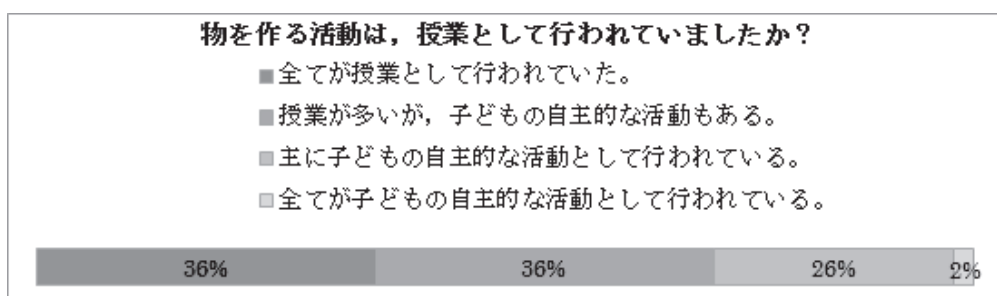 物を作る活動は，授業として行われていましたか？
全てが授業として行われていた。
授業が多いが，子どもの自主的な活動もある。
主に子どもの自主的な活動として行われている。
全てが子どもの自主的な活動として行われている。
36% 36% 26% 2%